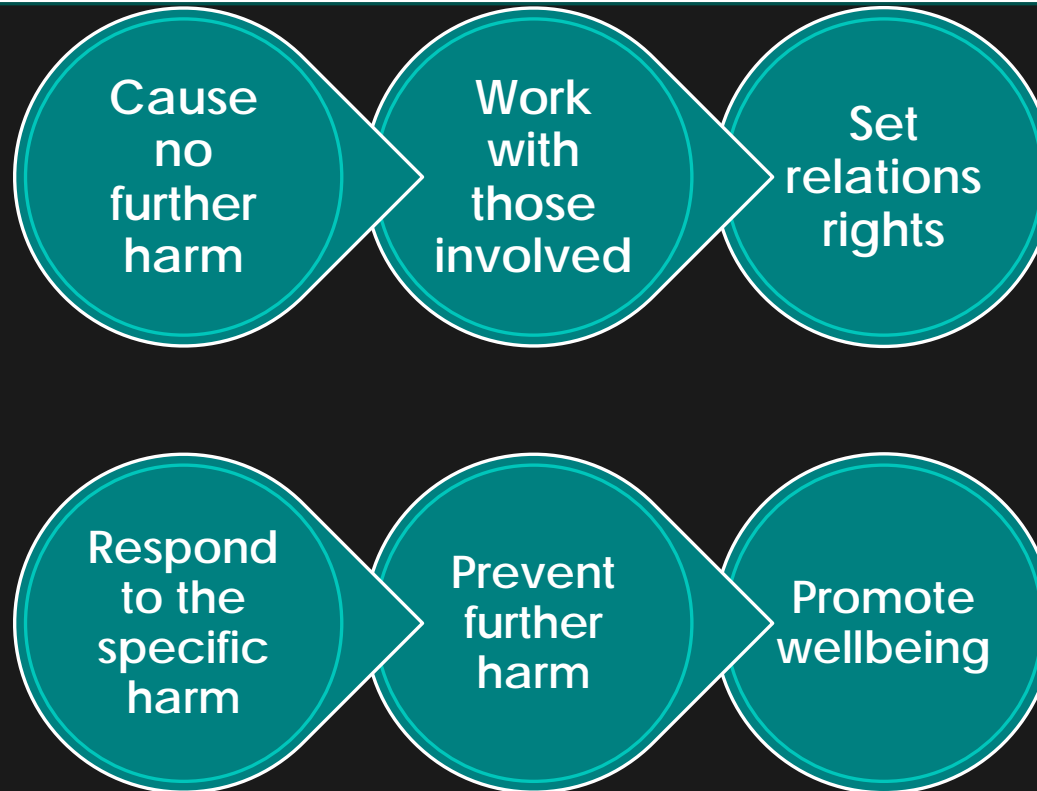 Cause
no
further
harm
Work
with
those
involved
Set
relations
rights
Respond
to the
specific
harm
Prevent
further
harm
Promote
wellbeing